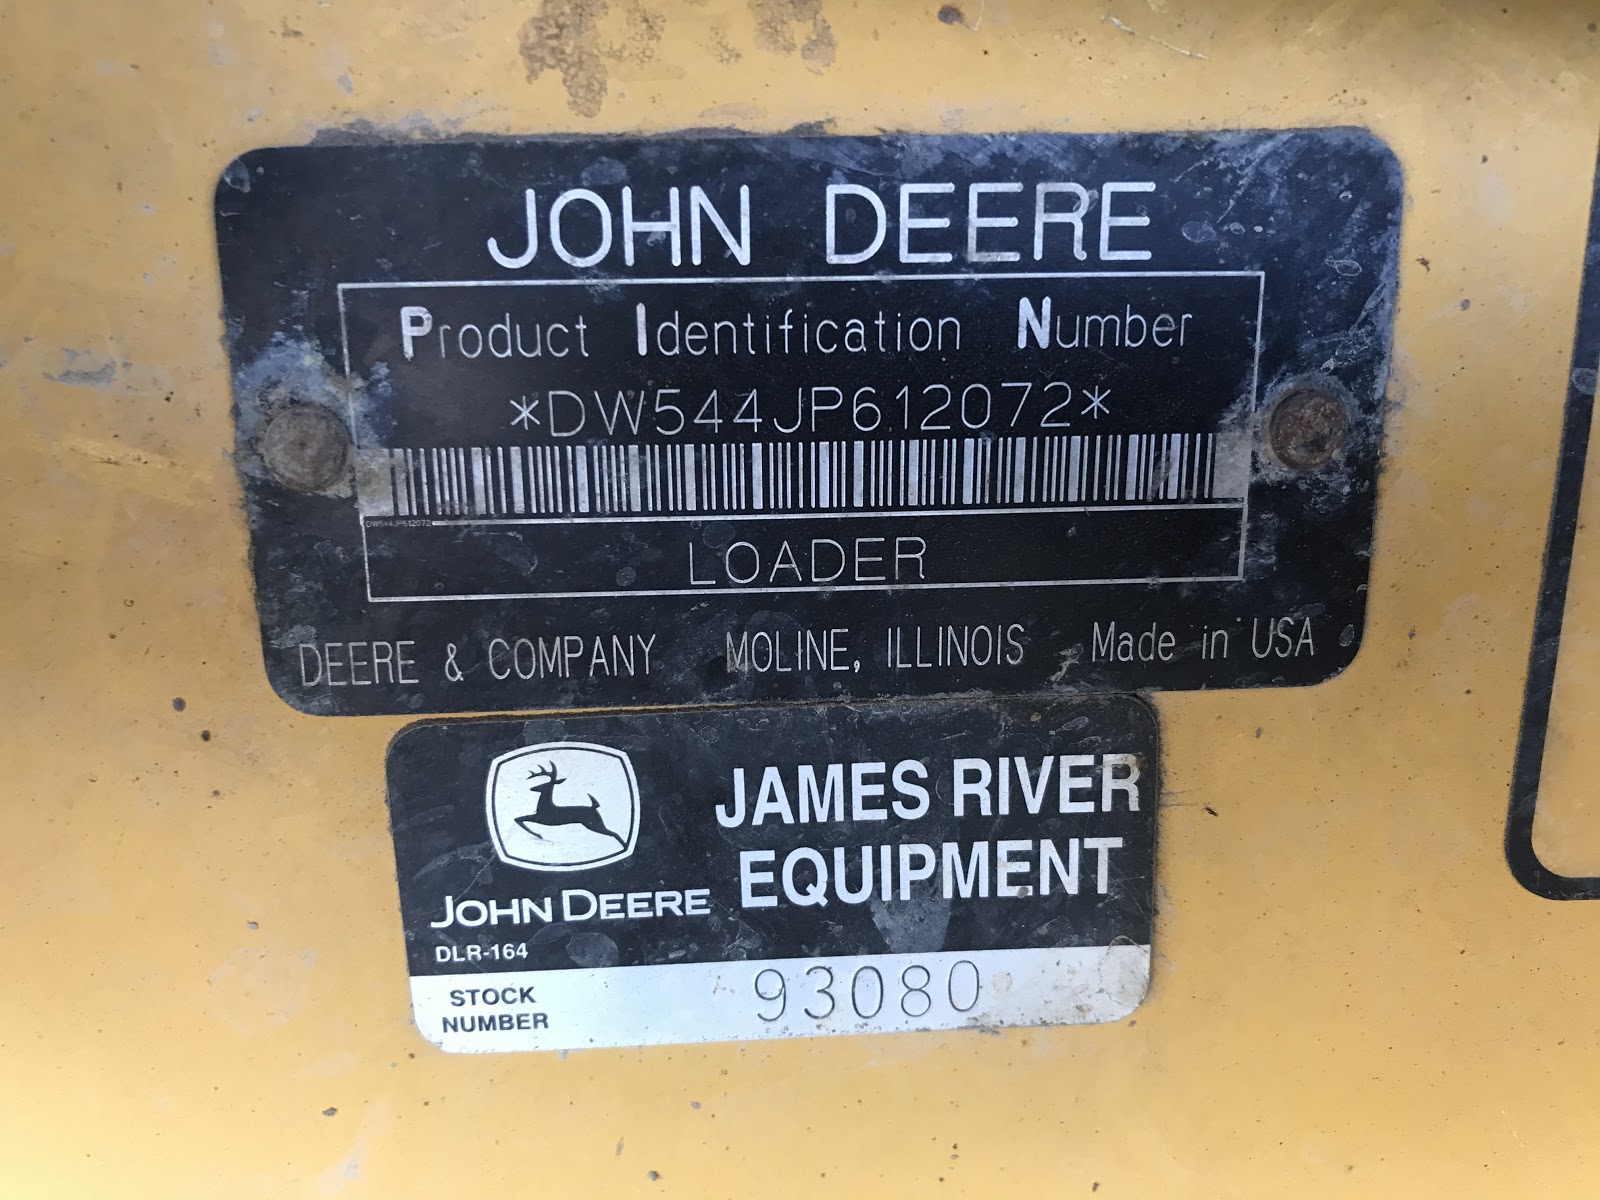 JOHN DEERE
Product Identification Number
*DW544JP612072*
DW544JP612072
LOADER
DEERE & COMPANY MOLINE, ILLINOIS Made in USA
JAMES RIVER
EQUIPMENT
JOHN DEERE
DLR-164
STOCK
NUMBER
93080